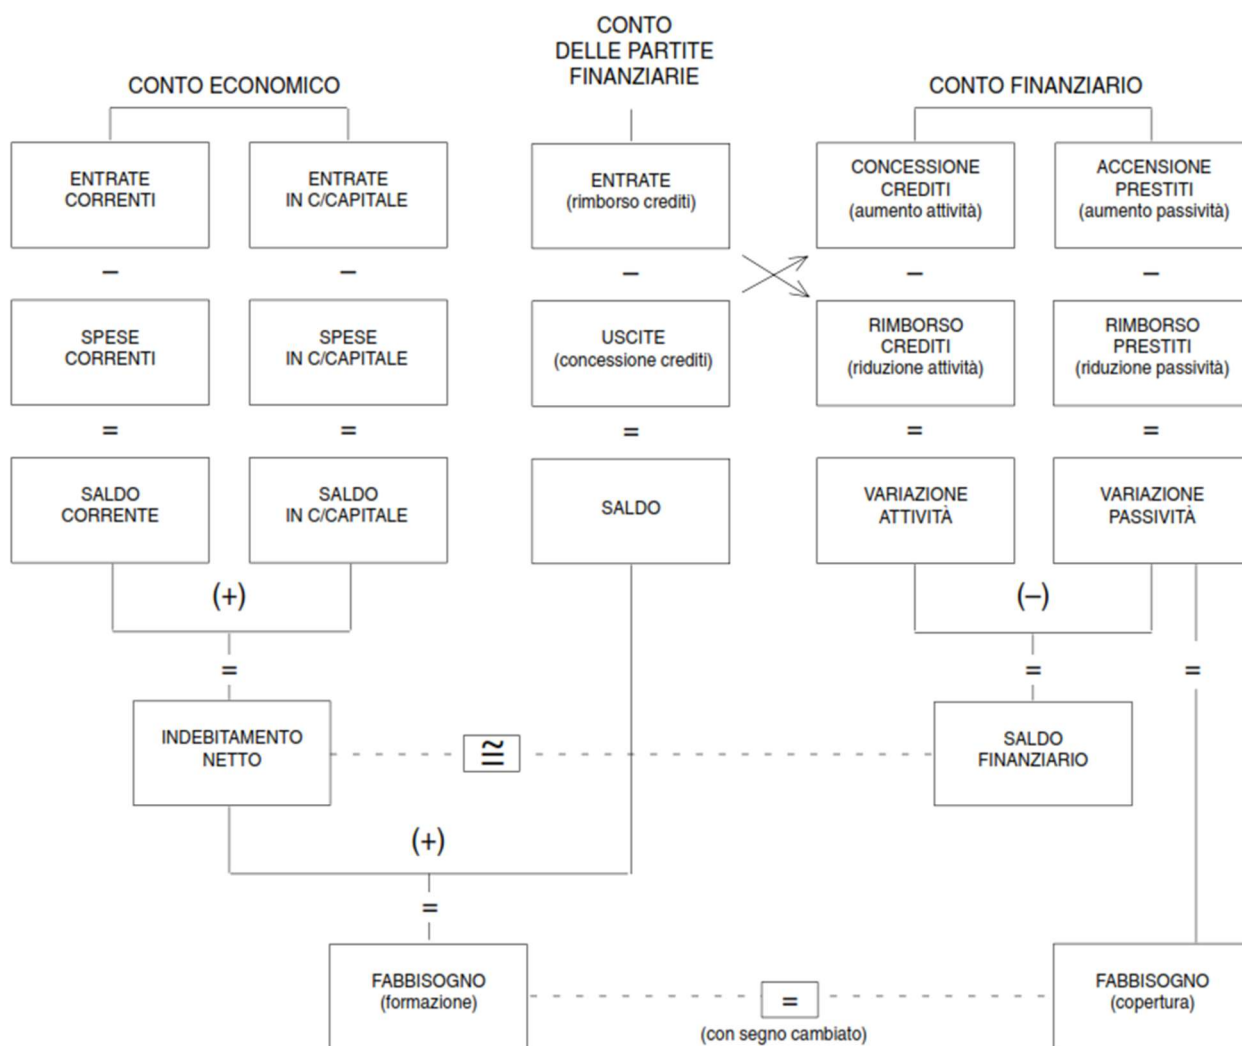 CONTO
DELLE PARTITE
FINANZIARIE
CONTO ECONOMICO
CONTO FINANZIARIO
ENTRATE
CORRENTI
ENTRATE
IN C/CAPITALE
ENTRATE
(rimborso crediti)
CONCESSIONE
CREDITI
(aumento attività)
ACCENSIONE
PRESTITI
(aumento passività)
– – – – –
SPESE
CORRENTI
SPESE
IN C/CAPITALE
USCITE
(concessione crediti)
RIMBORSO
CREDITI
(riduzione attività)
RIMBORSO
PRESTITI
(riduzione passività)
= = = = =
SALDO
CORRENTE
SALDO
IN C/CAPITALE
SALDO
VARIAZIONE
ATTIVITÀ
VARIAZIONE
PASSIVITÀ
(+) (–)
= = =
INDEBITAMENTO
NETTO
≅
SALDO
FINANZIARIO
(+)
=
FABBISOGNO
(formazione)
=
(con segno cambiato)
FABBISOGNO
(copertura)